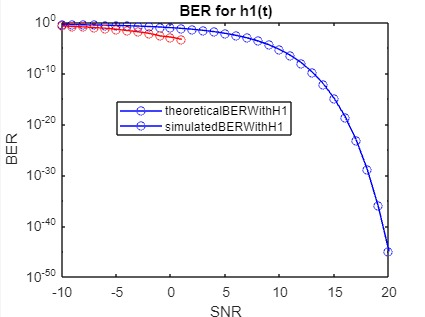 BER for h1(t)
10^0
10^-10
10^-20
10^-30
10^-40
10^-50
BER
theoreticalBERWithH1
simulatedBERWithH1
-10 -5 0 5 10 15 20
SNR